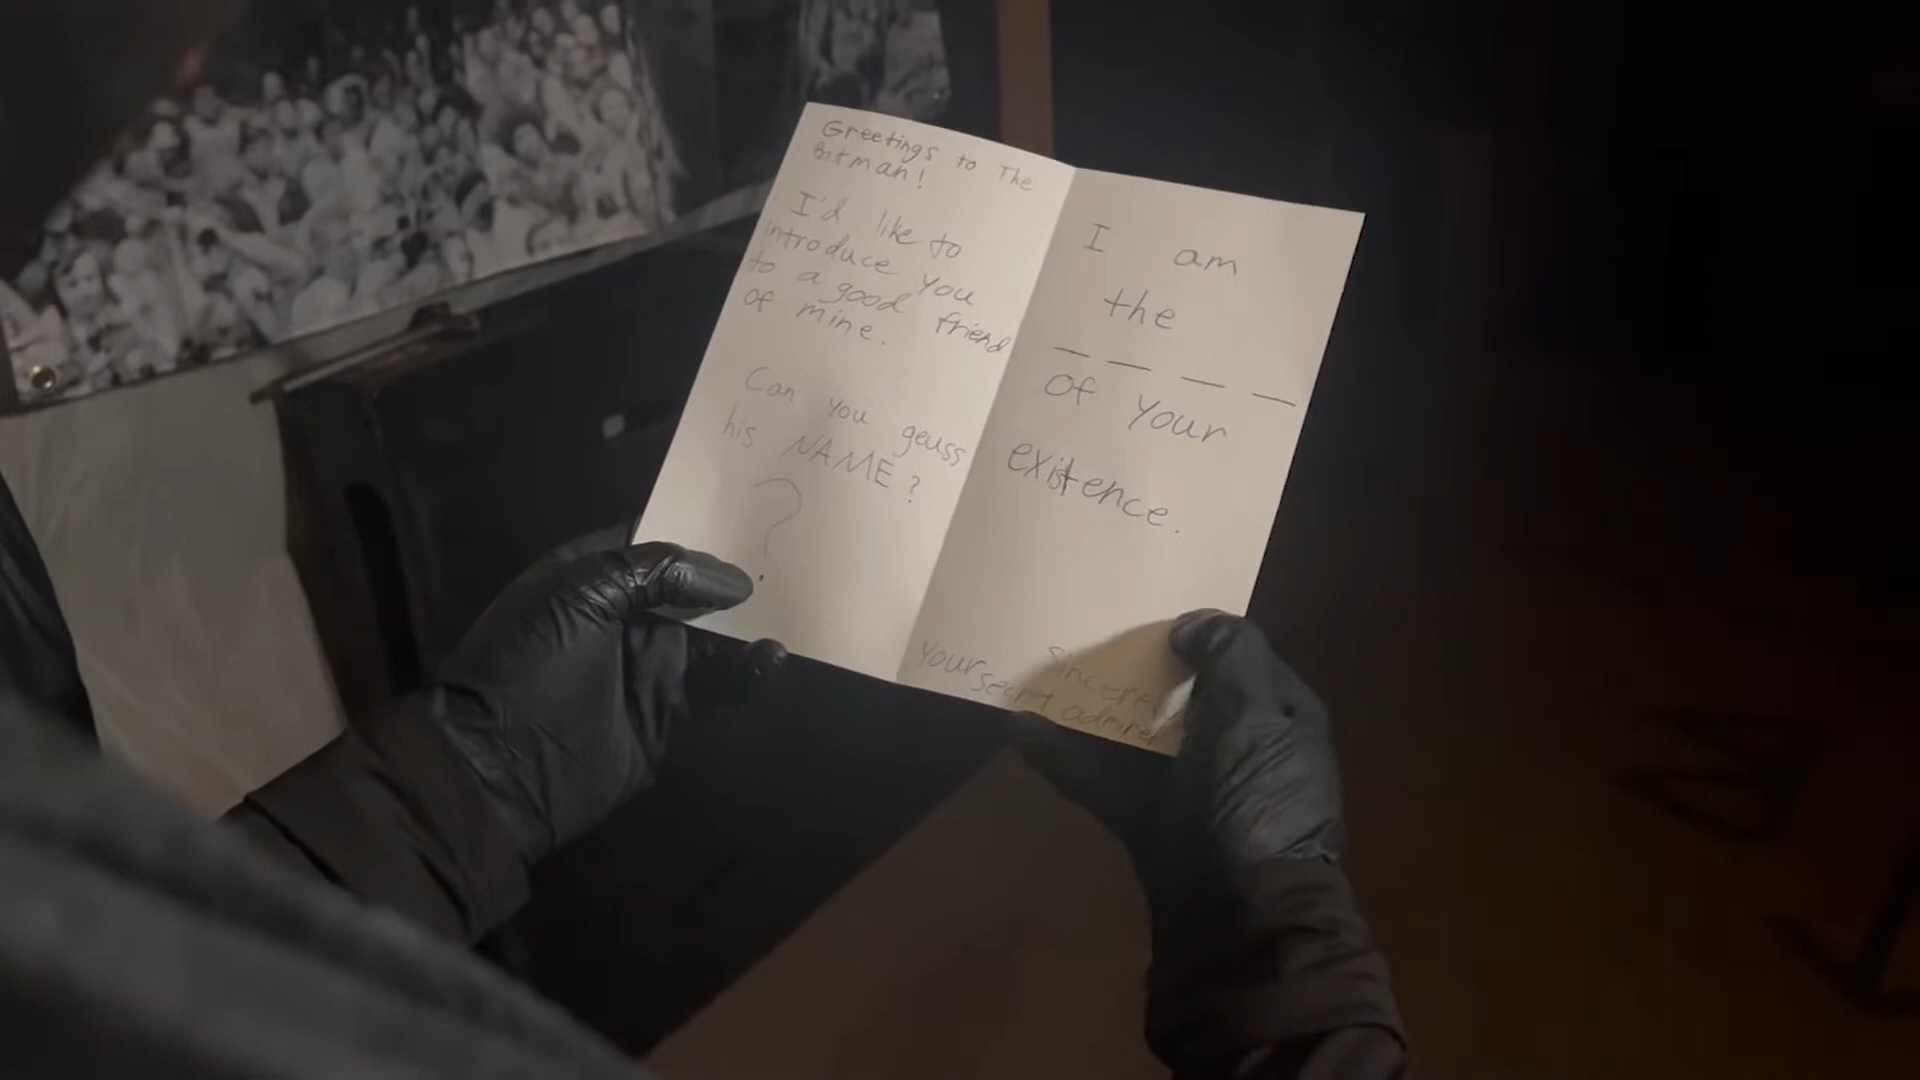 Greetings to The
Batman!
I'd like to
introduce you
to a good friend
of mine.
Can you geuss
his NAME?
?
I am
the
_ _ _ _
of your
existence.
Sincerel
Your secret admirer